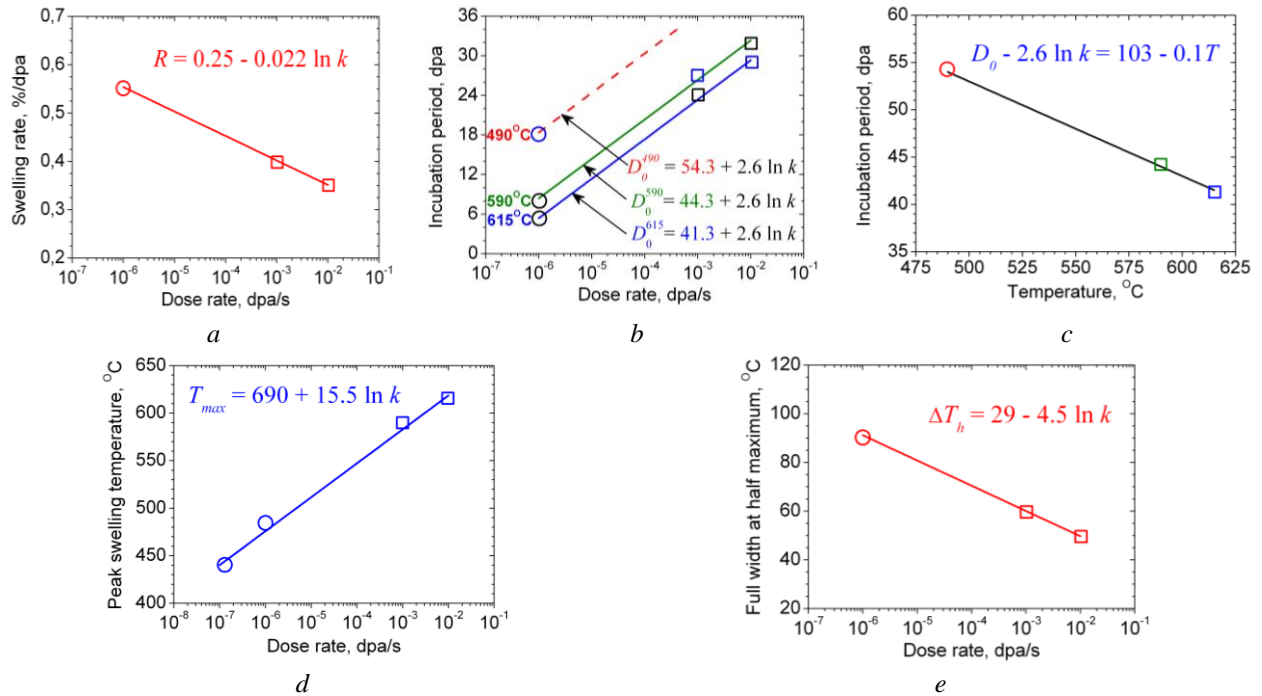 Swelling rate, %/dpa
0,6
0,5
0,4
0,3
0,2
R = 0.25 - 0.022 ln k
10⁻⁷ 10⁻⁶ 10⁻⁵ 10⁻⁴ 10⁻³ 10⁻² 10⁻¹
Dose rate, dpa/s
a
Incubation period, dpa
36
30
24
18
12
6
0
490°C
590°C
615°C
D₀⁴⁹⁰ = 54.3 + 2.6 ln k
D₀⁵⁹⁰ = 44.3 + 2.6 ln k
D₀⁶¹⁵ = 41.3 + 2.6 ln k
10⁻⁷ 10⁻⁶ 10⁻⁵ 10⁻⁴ 10⁻³ 10⁻² 10⁻¹
Dose rate, dpa/s
b
Incubation period, dpa
60
55
50
45
40
35
D₀ - 2.6 ln k = 103 - 0.1T
475 500 525 550 575 600 625
Temperature, °C
c
Peak swelling temperature, °C
650
600
550
500
450
400
Tmax = 690 + 15.5 ln k
10⁻⁸ 10⁻⁷ 10⁻⁶ 10⁻⁵ 10⁻⁴ 10⁻³ 10⁻² 10⁻¹
Dose rate, dpa/s
d
Full width at half maximum, °C
120
100
80
60
40
20
ΔTh = 29 - 4.5 ln k
10⁻⁷ 10⁻⁶ 10⁻⁵ 10⁻⁴ 10⁻³ 10⁻² 10⁻¹
Dose rate, dpa/s
e